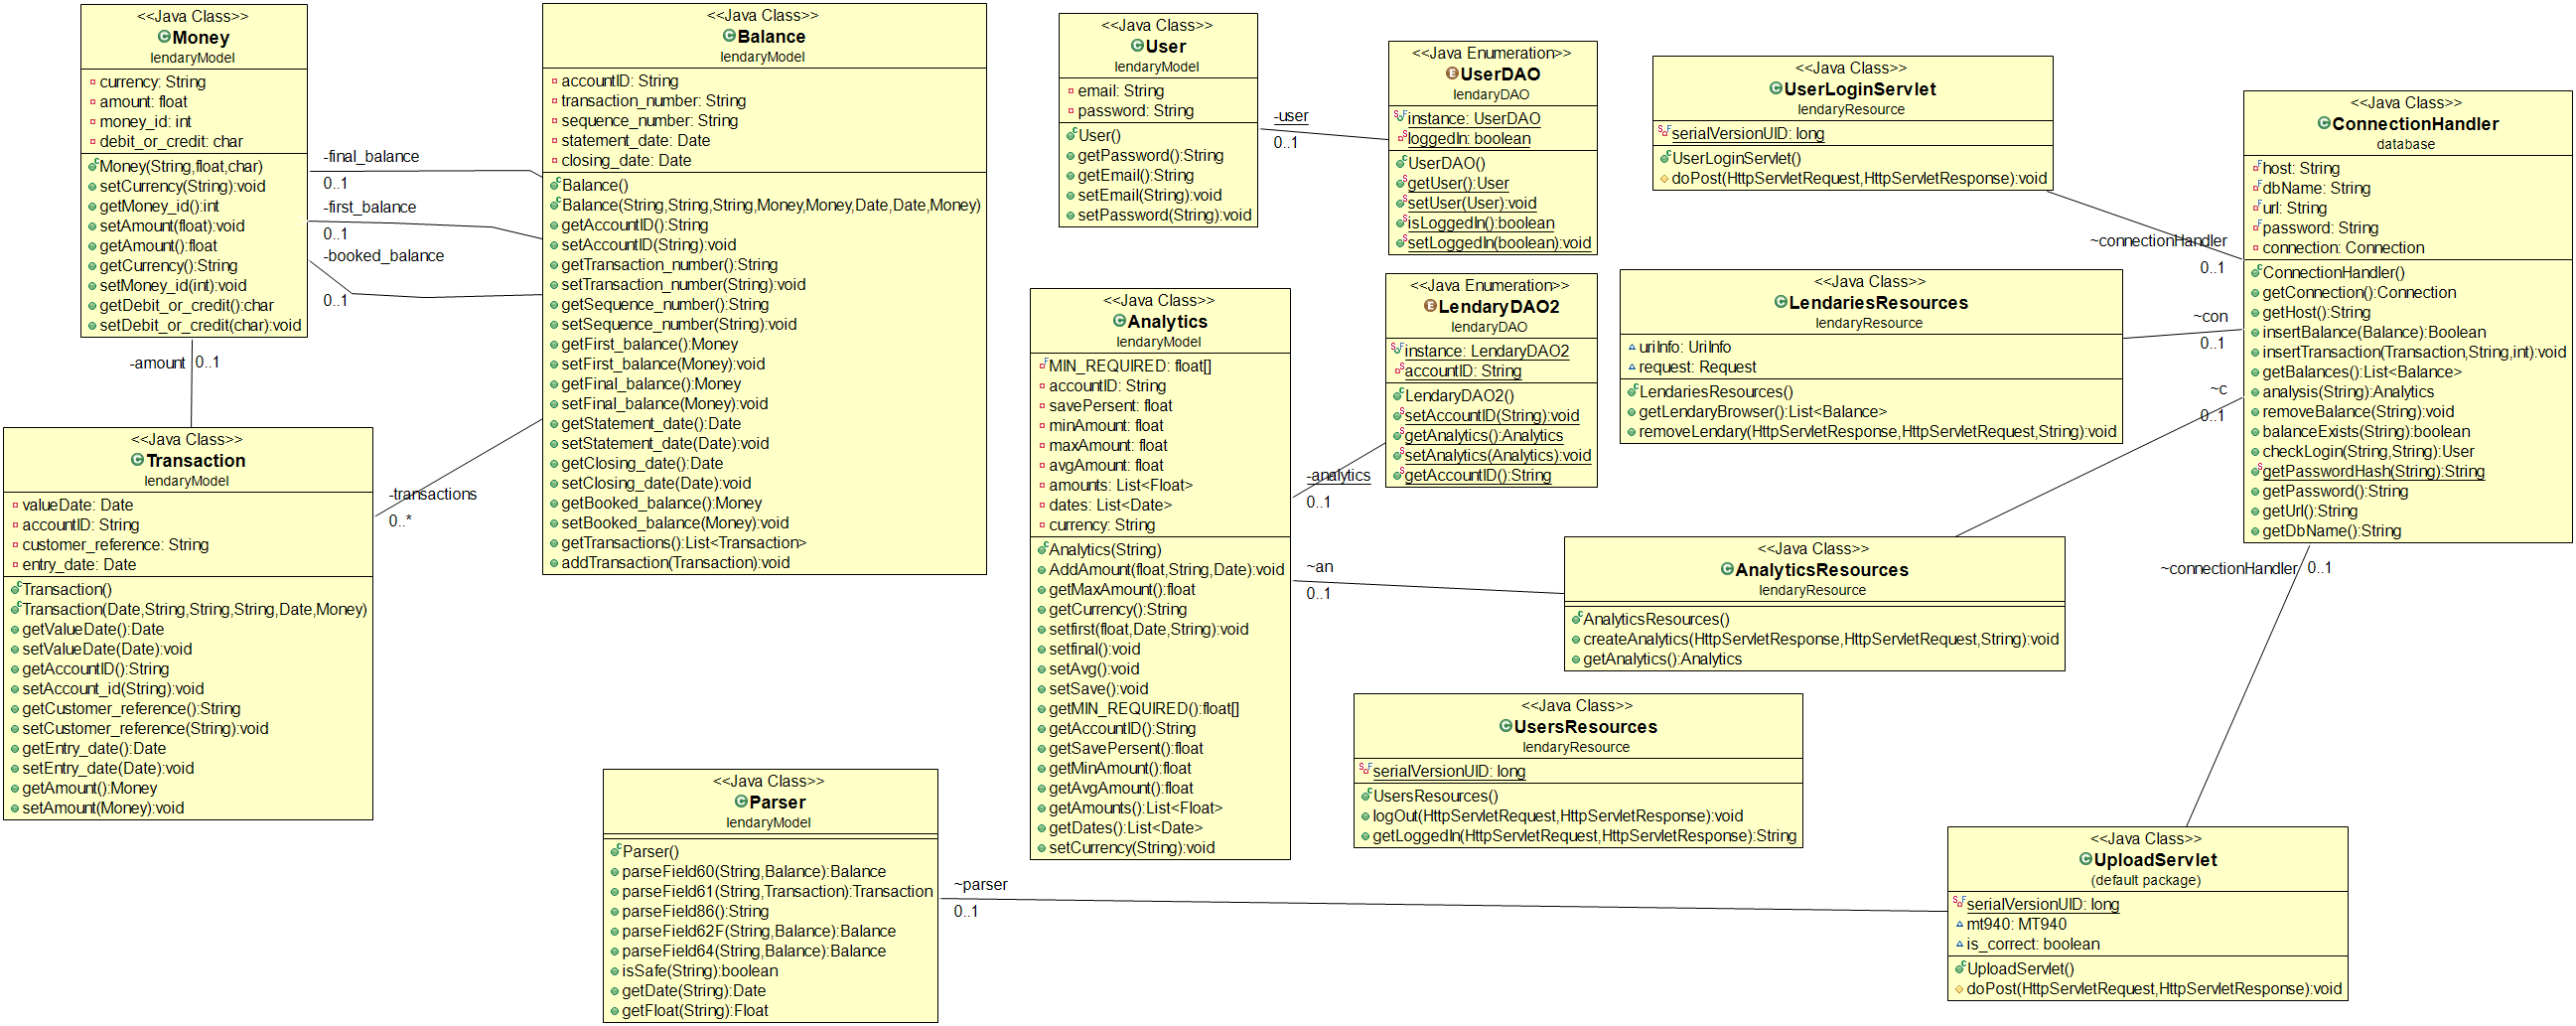 <<Java Class>>
Money
lendaryModel
currency: String
amount: float
money_id: int
debit_or_credit: char
Money(String,float,char)
setCurrency(String):void
getMoney_id():int
setAmount(float):void
getAmount():float
getCurrency():String
setMoney_id(int):void
getDebit_or_credit():char
setDebit_or_credit(char):void
-final_balance
0..1
-first_balance
0..1
-booked_balance
0..1
-amount
0..1
<<Java Class>>
Balance
lendaryModel
accountID: String
transaction_number: String
sequence_number: String
statement_date: Date
closing_date: Date
Balance()
Balance(String,String,String,Money,Money,Date,Date,Money)
getAccountID():String
setAccountID(String):void
getTransaction_number():String
setTransaction_number(String):void
getSequence_number():String
setSequence_number(String):void
getFirst_balance():Money
setFirst_balance(Money):void
getFinal_balance():Money
setFinal_balance(Money):void
getStatement_date():Date
setStatement_date(Date):void
getClosing_date():Date
setClosing_date(Date):void
getBooked_balance():Money
setBooked_balance(Money):void
getTransactions():List<Transaction>
addTransaction(Transaction):void
-transactions
0..*
<<Java Class>>
Transaction
lendaryModel
valueDate: Date
accountID: String
customer_reference: String
entry_date: Date
Transaction()
Transaction(Date,String,String,String,Date,Money)
getValueDate():Date
setValueDate(Date):void
getAccountID():String
setAccount_id(String):void
getCustomer_reference():String
setCustomer_reference(String):void
getEntry_date():Date
setEntry_date(Date):void
getAmount():Money
setAmount(Money):void
<<Java Class>>
Parser
lendaryModel
Parser()
parseField60(String,Balance):Balance
parseField61(String,Transaction):Transaction
parseField86():String
parseField62F(String,Balance):Balance
parseField64(String,Balance):Balance
isSafe(String):boolean
getDate(String):Date
getFloat(String):Float
~parser
0..1
<<Java Class>>
User
lendaryModel
email: String
password: String
User()
getPassword():String
getEmail():String
setEmail(String):void
setPassword(String):void
-user
0..1
<<Java Enumeration>>
UserDAO
lendaryDAO
instance: UserDAO
loggedIn: boolean
UserDAO()
getUser():User
setUser(User):void
isLoggedIn():boolean
setLoggedIn(boolean):void
<<Java Class>>
Analytics
lendaryModel
MIN_REQUIRED: float[]
accountID: String
savePersent: float
minAmount: float
maxAmount: float
avgAmount: float
amounts: List<Float>
dates: List<Date>
currency: String
Analytics(String)
AddAmount(float,String,Date):void
getMaxAmount():float
getCurrency():String
setfirst(float,Date,String):void
setfinal():void
setAvg():void
setSave():void
getMIN_REQUIRED():float[]
getAccountID():String
getSavePersent():float
getMinAmount():float
getAvgAmount():float
getAmounts():List<Float>
getDates():List<Date>
setCurrency(String):void
<<Java Enumeration>>
LendaryDAO2
lendaryDAO
instance: LendaryDAO2
accountID: String
LendaryDAO2()
setAccountID(String):void
getAnalytics():Analytics
setAnalytics(Analytics):void
getAccountID():String
-analytics
0..1
~an
0..1
<<Java Class>>
UserLoginServlet
lendaryResource
serialVersionUID: long
UserLoginServlet()
doPost(HttpServletRequest,HttpServletResponse):void
~connectionHandler
0..1
<<Java Class>>
LendariesResources
lendaryResource
uriInfo: UriInfo
request: Request
LendariesResources()
getLendaryBrowser():List<Balance>
removeLendary(HttpServletResponse,HttpServletRequest,String):void
~con
0..1
~c
0..1
<<Java Class>>
AnalyticsResources
lendaryResource
AnalyticsResources()
createAnalytics(HttpServletResponse,HttpServletRequest,String):void
getAnalytics():Analytics
<<Java Class>>
UsersResources
lendaryResource
serialVersionUID: long
UsersResources()
logOut(HttpServletRequest,HttpServletResponse):void
getLoggedIn(HttpServletRequest,HttpServletResponse):String
<<Java Class>>
ConnectionHandler
database
host: String
dbName: String
url: String
password: String
connection: Connection
ConnectionHandler()
getConnection():Connection
getHost():String
insertBalance(Balance):Boolean
insertTransaction(Transaction,String,int):void
getBalances():List<Balance>
analysis(String):Analytics
removeBalance(String):void
balanceExists(String):boolean
checkLogin(String,String):User
getPasswordHash(String):String
getPassword():String
getUrl():String
getDbName():String
~connectionHandler
0..1
<<Java Class>>
UploadServlet
(default package)
serialVersionUID: long
mt940: MT940
is_correct: boolean
UploadServlet()
doPost(HttpServletRequest,HttpServletResponse):void